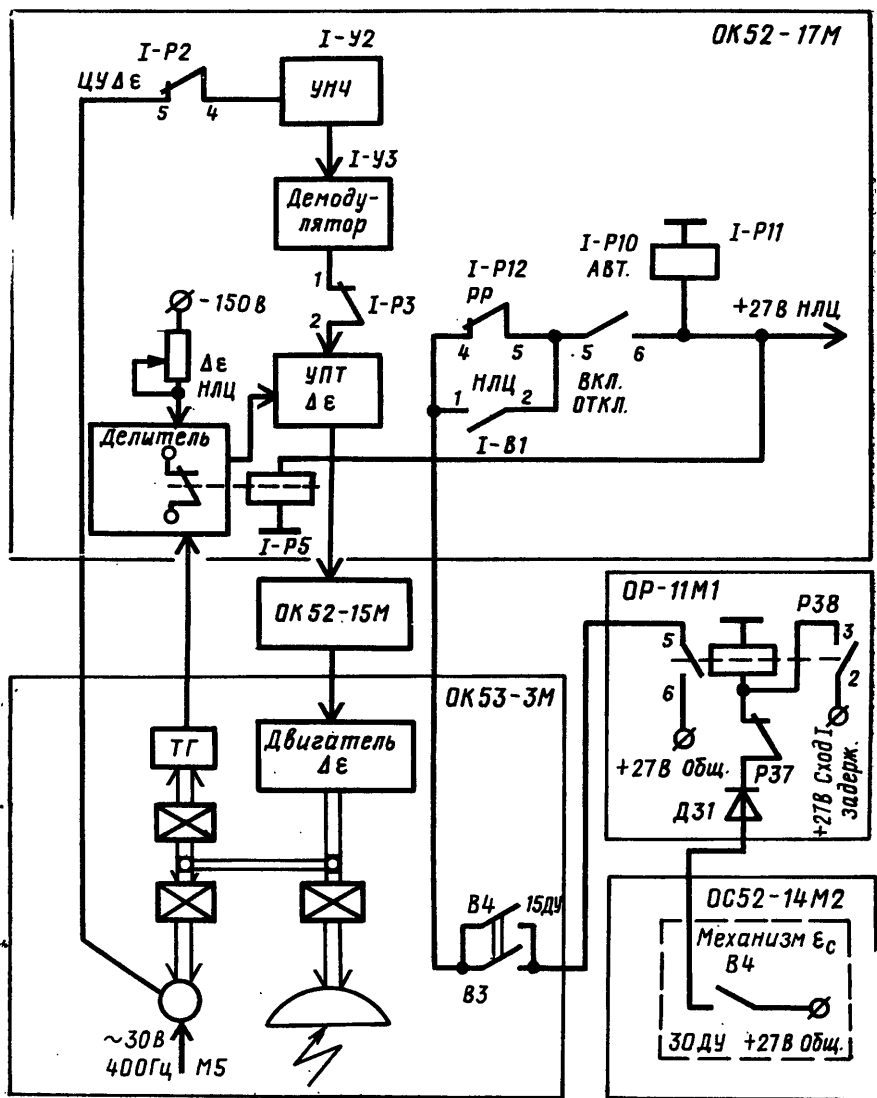 ОК52-17М
I-Р2
I-У2
ЦУΔε
5
4
УНЧ
I-У3
Демоду-
лятор
1
2
I-Р3
-150В
Δε
НЛЦ
УПТ
Δε
Делитель
I-Р5
I-Р12
РР
4
5
НЛЦ
1
2
I-В1
I-Р10
АВТ.
5
6
ВКЛ.
ОТКЛ.
I-Р11
+27В НЛЦ
ОК52-15М
ОР-11М1
Р38
5
6
3
2
+27В Общ.
Р37
+27В Сход I
задерж.
Д31
ОК53-3М
ТГ
Двигатель
Δε
В4
15ДУ
В3
~30В
400Гц
М5
ОС52-14М2
Механизм εс
В4
30ДУ
+27В Общ.